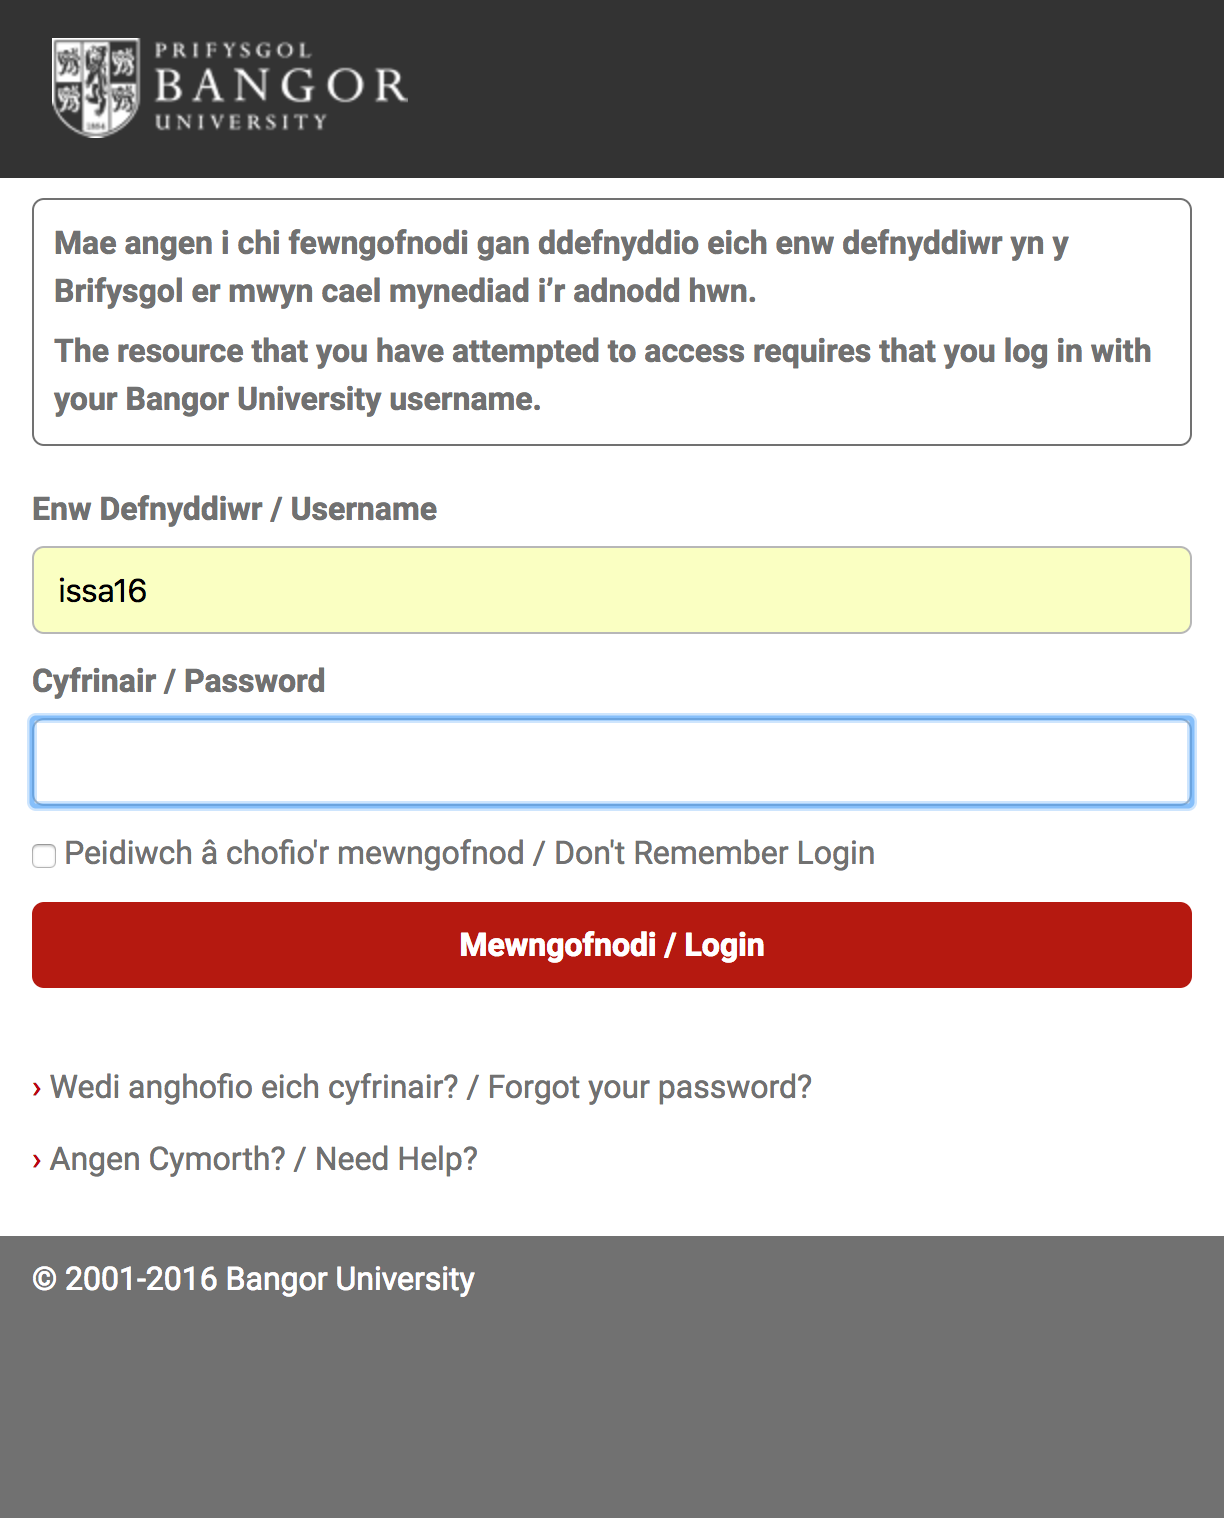 PRIFYSGOL
BANGOR
UNIVERSITY
1884
Mae angen i chi fewngofnodi gan ddefnyddio eich enw defnyddiwr yn y
Brifysgol er mwyn cael mynediad i’r adnodd hwn.
The resource that you have attempted to access requires that you log in with
your Bangor University username.
Enw Defnyddiwr / Username
issa16
Cyfrinair / Password
Peidiwch â chofio'r mewngofnod / Don't Remember Login
Mewngofnodi / Login
› Wedi anghofio eich cyfrinair? / Forgot your password?
› Angen Cymorth? / Need Help?
© 2001-2016 Bangor University